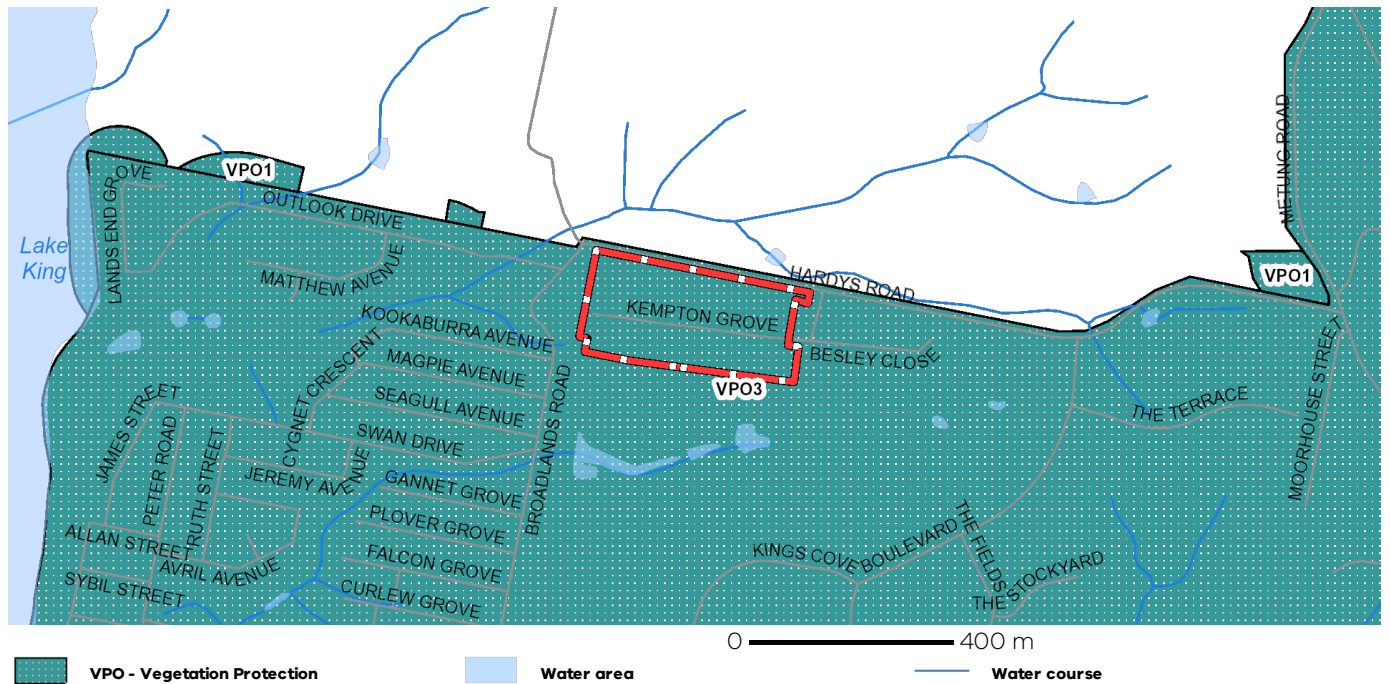 METUNG ROAD
VPO1
LANDS END GROVE
OUTLOOK DRIVE
Lake
King
MATTHEW AVENUE
HARDYS ROAD
VPO1
KOOKABURRA AVENUE
KEMPTON GROVE
BESLEY CLOSE
MAGPIE AVENUE
VPO3
CYGNET CRESCENT
SEAGULL AVENUE
BROADLANDS ROAD
JAMES STREET
THE TERRACE
MOORHOUSE STREET
PETER ROAD
RUTH STREET
SWAN DRIVE
JEREMY AVENUE
GANNET GROVE
PLOVER GROVE
ALLAN STREET
AVRIL AVENUE
FALCON GROVE
KINGS COVE BOULEVARD
THE FIELDS
THE STOCKYARD
SYBIL STREET
CURLEW GROVE
0 400 m
VPO - Vegetation Protection
Water area
Water course